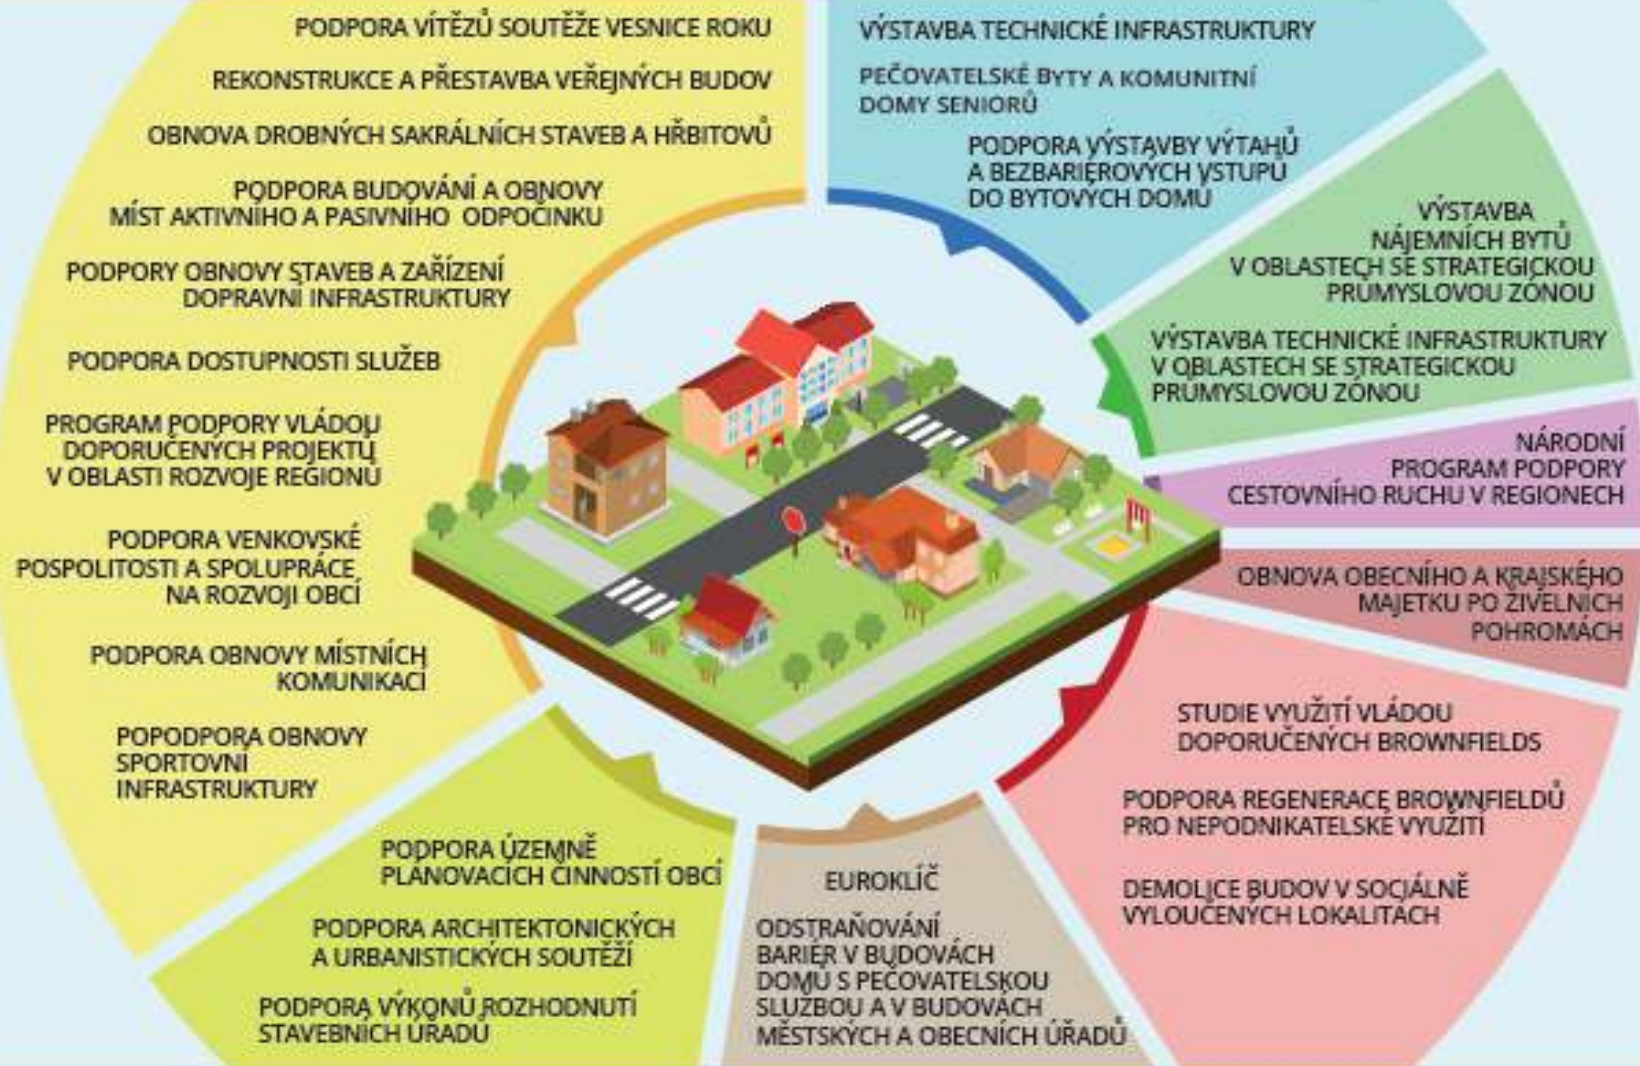 PODPORA VÍTĚZŮ SOUTĚŽE VESNICE ROKU
REKONSTRUKCE A PŘESTAVBA VEŘEJNÝCH BUDOV
OBNOVA DROBNÝCH SAKRÁLNÍCH STAVEB A HŘBITOVŮ
PODPORA BUDOVÁNÍ A OBNOVY
MÍST AKTIVNÍHO A PASIVNÍHO ODPOČINKU
PODPORY OBNOVY STAVEB A ZAŘÍZENÍ
DOPRAVNÍ INFRASTRUKTURY
PODPORA DOSTUPNOSTI SLUŽEB
PROGRAM PODPORY VLÁDOU
DOPORUČENÝCH PROJEKTŮ
V OBLASTI ROZVOJE REGIONŮ
PODPORA VENKOVSKÉ
POSPOLITOSTI A SPOLUPRÁCE
NA ROZVOJI OBCÍ
PODPORA OBNOVY MÍSTNÍCH
KOMUNIKACÍ
POPODPORA OBNOVY
SPORTOVNÍ
INFRASTRUKTURY
VÝSTAVBA TECHNICKÉ INFRASTRUKTURY
PEČOVATELSKÉ BYTY A KOMUNITNÍ
DOMY SENIORŮ
PODPORA VÝSTAVBY VÝTAHŮ
A BEZBARIÉROVÝCH VSTUPŮ
DO BYTOVÝCH DOMŮ
VÝSTAVBA
NÁJEMNÍCH BYTŮ
V OBLASTECH SE STRATEGICKOU
PRŮMYSLOVOU ZÓNOU
VÝSTAVBA TECHNICKÉ INFRASTRUKTURY
V OBLASTECH SE STRATEGICKOU
PRŮMYSLOVOU ZÓNOU
NÁRODNÍ
PROGRAM PODPORY
CESTOVNÍHO RUCHU V REGIONECH
OBNOVA OBECNÍHO A KRAJSKÉHO
MAJETKU PO ŽIVELNÍCH
POHROMÁCH
STUDIE VYUŽITÍ VLÁDOU
DOPORUČENÝCH BROWNFIELDS
PODPORA REGENERACE BROWNFIELDŮ
PRO NEPODNIKATELSKÉ VYUŽITÍ
DEMOLICE BUDOV V SOCIÁLNĚ
VYLOUČENÝCH LOKALITÁCH
EUROKLÍČ
ODSTRAŇOVÁNÍ
BARIÉR V BUDOVÁCH
DOMŮ S PEČOVATELSKOU
SLUŽBOU A V BUDOVÁCH
MĚSTSKÝCH A OBECNÍCH ÚŘADŮ
PODPORA ÚZEMNĚ
PLÁNOVACÍCH ČINNOSTÍ OBCÍ
PODPORA ARCHITEKTONICKÝCH
A URBANISTICKÝCH SOUTĚŽÍ
PODPORA VÝKONŮ ROZHODNUTÍ
STAVEBNÍCH ÚŘADŮ